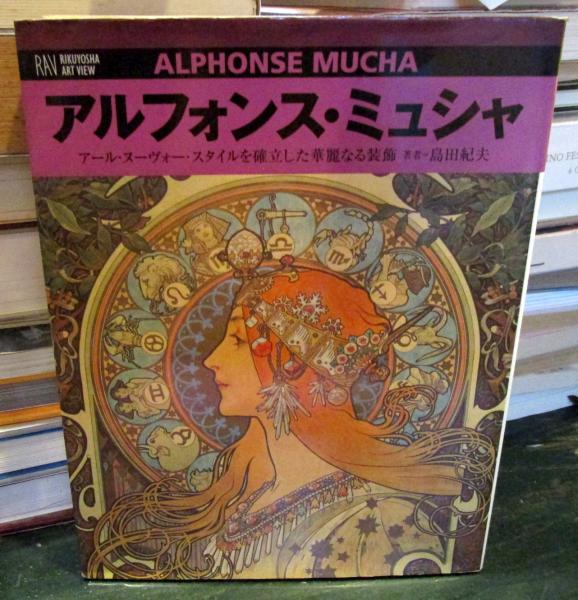 RAV RIKUYOSHA
ART VIEW
ALPHONSE MUCHA
アルフォンス・ミュシャ
アール・ヌーヴォー・スタイルを確立した華麗なる装飾 著者－島田紀夫